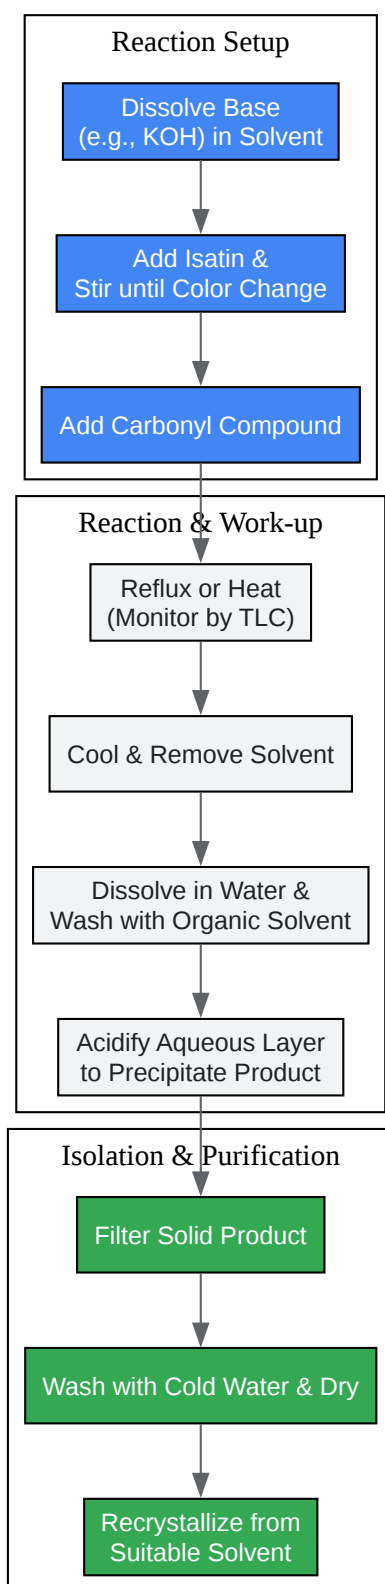 Reaction Setup
Dissolve Base
(e.g., KOH) in Solvent
Add Isatin &
Stir until Color Change
Add Carbonyl Compound
Reaction & Work-up
Reflux or Heat
(Monitor by TLC)
Cool & Remove Solvent
Dissolve in Water &
Wash with Organic Solvent
Acidify Aqueous Layer
to Precipitate Product
Isolation & Purification
Filter Solid Product
Wash with Cold Water & Dry
Recrystallize from
Suitable Solvent